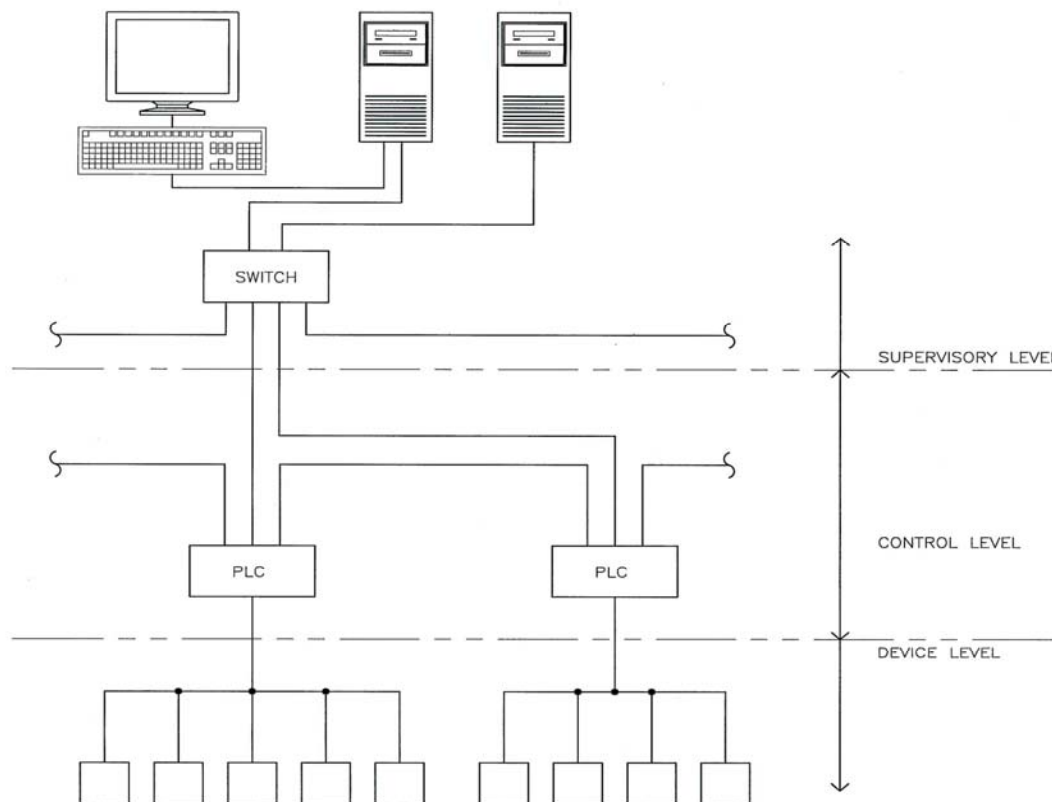 SWITCH
SUPERVISORY LEVEL
CONTROL LEVEL
PLC
PLC
DEVICE LEVEL